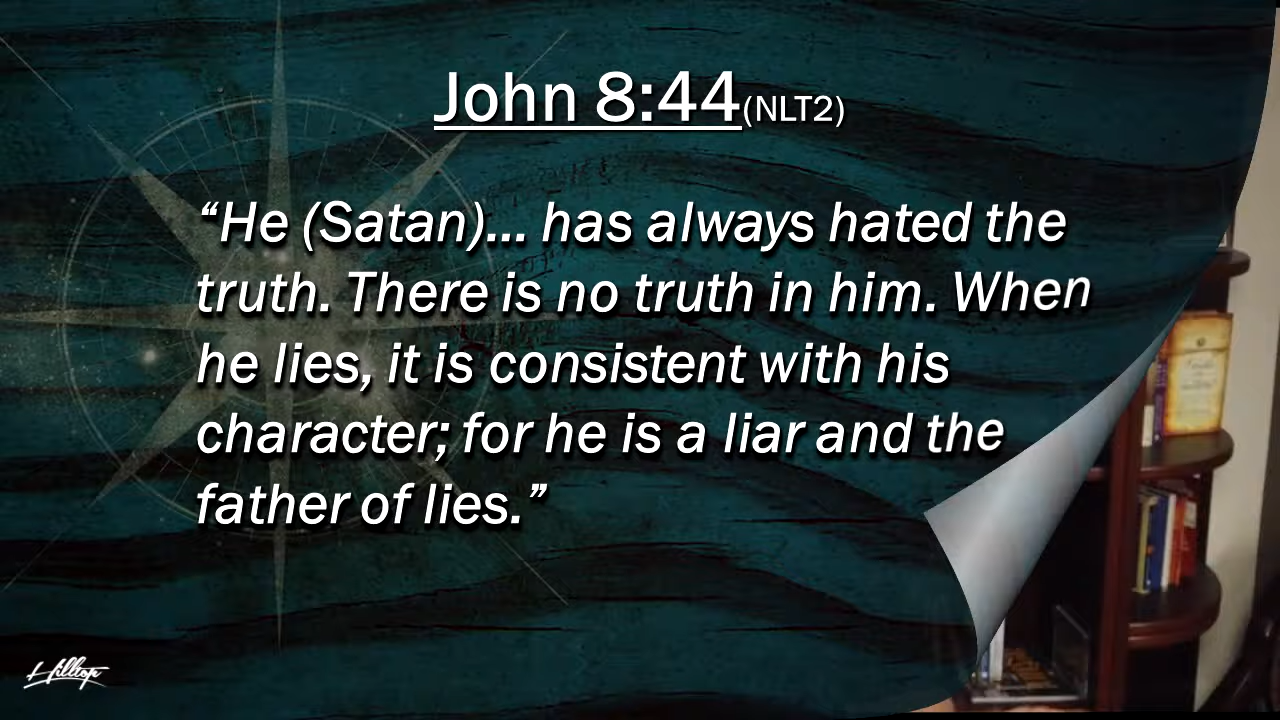 John 8:44(NLT2)
“He (Satan)... has always hated the
truth. There is no truth in him. When
he lies, it is consistent with his
character; for he is a liar and the
father of lies.”
Hilltop